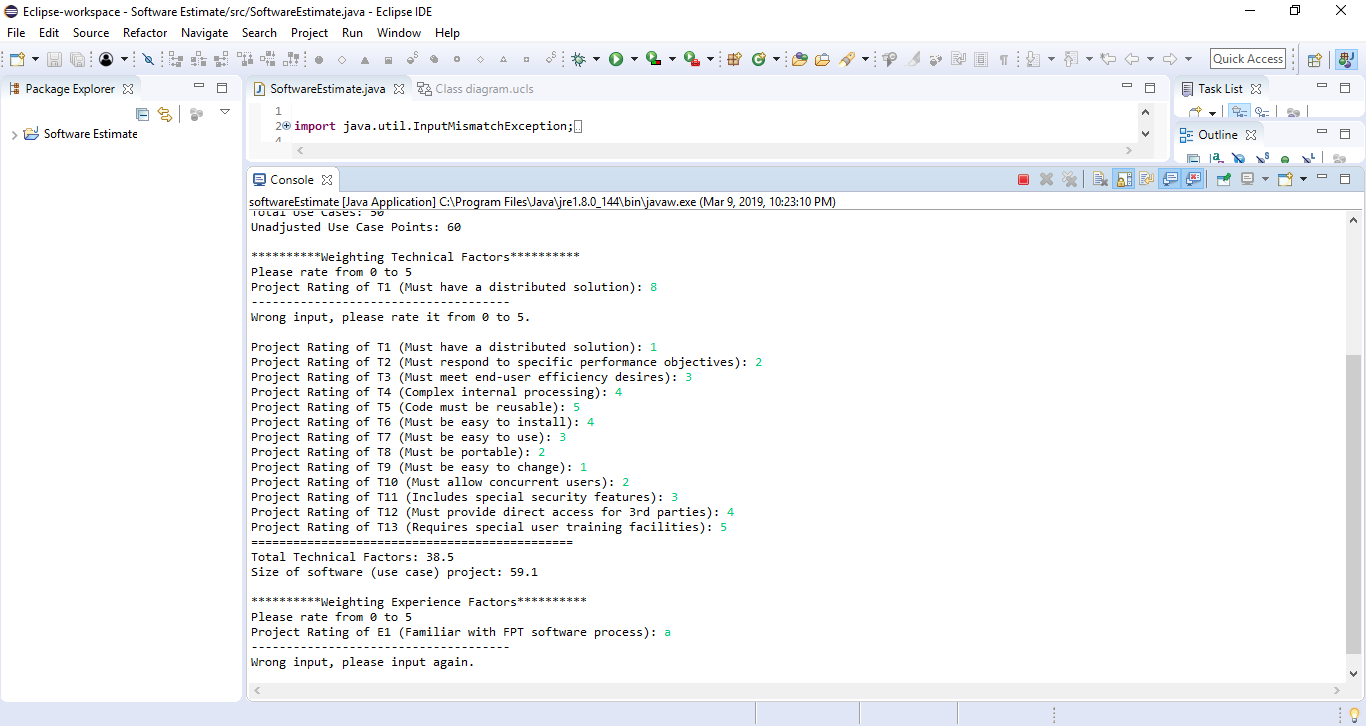 Eclipse-workspace - Software Estimate/src/SoftwareEstimate.java - Eclipse IDE
File Edit Source Refactor Navigate Search Project Run Window Help
Quick Access
Package Explorer
Software Estimate
SoftwareEstimate.java
Class diagram.ucls
1
2 import java.util.InputMismatchException;
4
Task List
Outline
Console
softwareEstimate [Java Application] C:\Program Files\Java\jre1.8.0_144\bin\javaw.exe (Mar 9, 2019, 10:23:10 PM)
Total Use Cases: 50
Unadjusted Use Case Points: 60
**********Weighting Technical Factors**********
Please rate from 0 to 5
Project Rating of T1 (Must have a distributed solution): 8
-------------------------------------
Wrong input, please rate it from 0 to 5.
Project Rating of T1 (Must have a distributed solution): 1
Project Rating of T2 (Must respond to specific performance objectives): 2
Project Rating of T3 (Must meet end-user efficiency desires): 3
Project Rating of T4 (Complex internal processing): 4
Project Rating of T5 (Code must be reusable): 5
Project Rating of T6 (Must be easy to install): 4
Project Rating of T7 (Must be easy to use): 3
Project Rating of T8 (Must be portable): 2
Project Rating of T9 (Must be easy to change): 1
Project Rating of T10 (Must allow concurrent users): 2
Project Rating of T11 (Includes special security features): 3
Project Rating of T12 (Must provide direct access for 3rd parties): 4
Project Rating of T13 (Requires special user training facilities): 5
==============================================
Total Technical Factors: 38.5
Size of software (use case) project: 59.1
**********Weighting Experience Factors**********
Please rate from 0 to 5
Project Rating of E1 (Familiar with FPT software process): a
-------------------------------------
Wrong input, please input again.